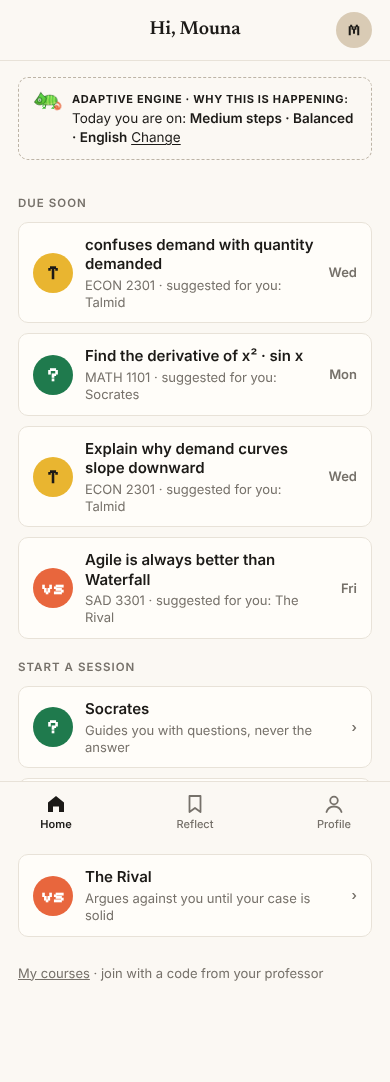 Hi, Mouna
M
ADAPTIVE ENGINE · WHY THIS IS HAPPENING:
Today you are on: Medium steps · Balanced
· English Change
DUE SOON
confuses demand with quantity
demanded
ECON 2301 · suggested for you:
Talmid
Wed
Find the derivative of x² · sin x
MATH 1101 · suggested for you:
Socrates
Mon
?
Explain why demand curves
slope downward
ECON 2301 · suggested for you:
Talmid
Wed
Agile is always better than
Waterfall
SAD 3301 · suggested for you: The
Rival
Fri
VS
START A SESSION
Socrates
Guides you with questions, never the
answer
?
›
Home
Reflect
Profile
The Rival
Argues against you until your case is
solid
VS
›
My courses · join with a code from your professor